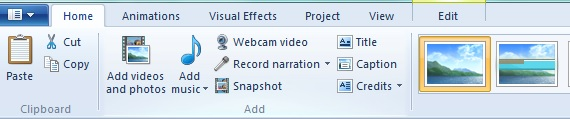 Home Animations Visual Effects Project View Edit
Paste
Cut
Copy
Clipboard
Add videos
and photos
Add
music
Webcam video
Record narration
Snapshot
Title
Caption
Credits
Add